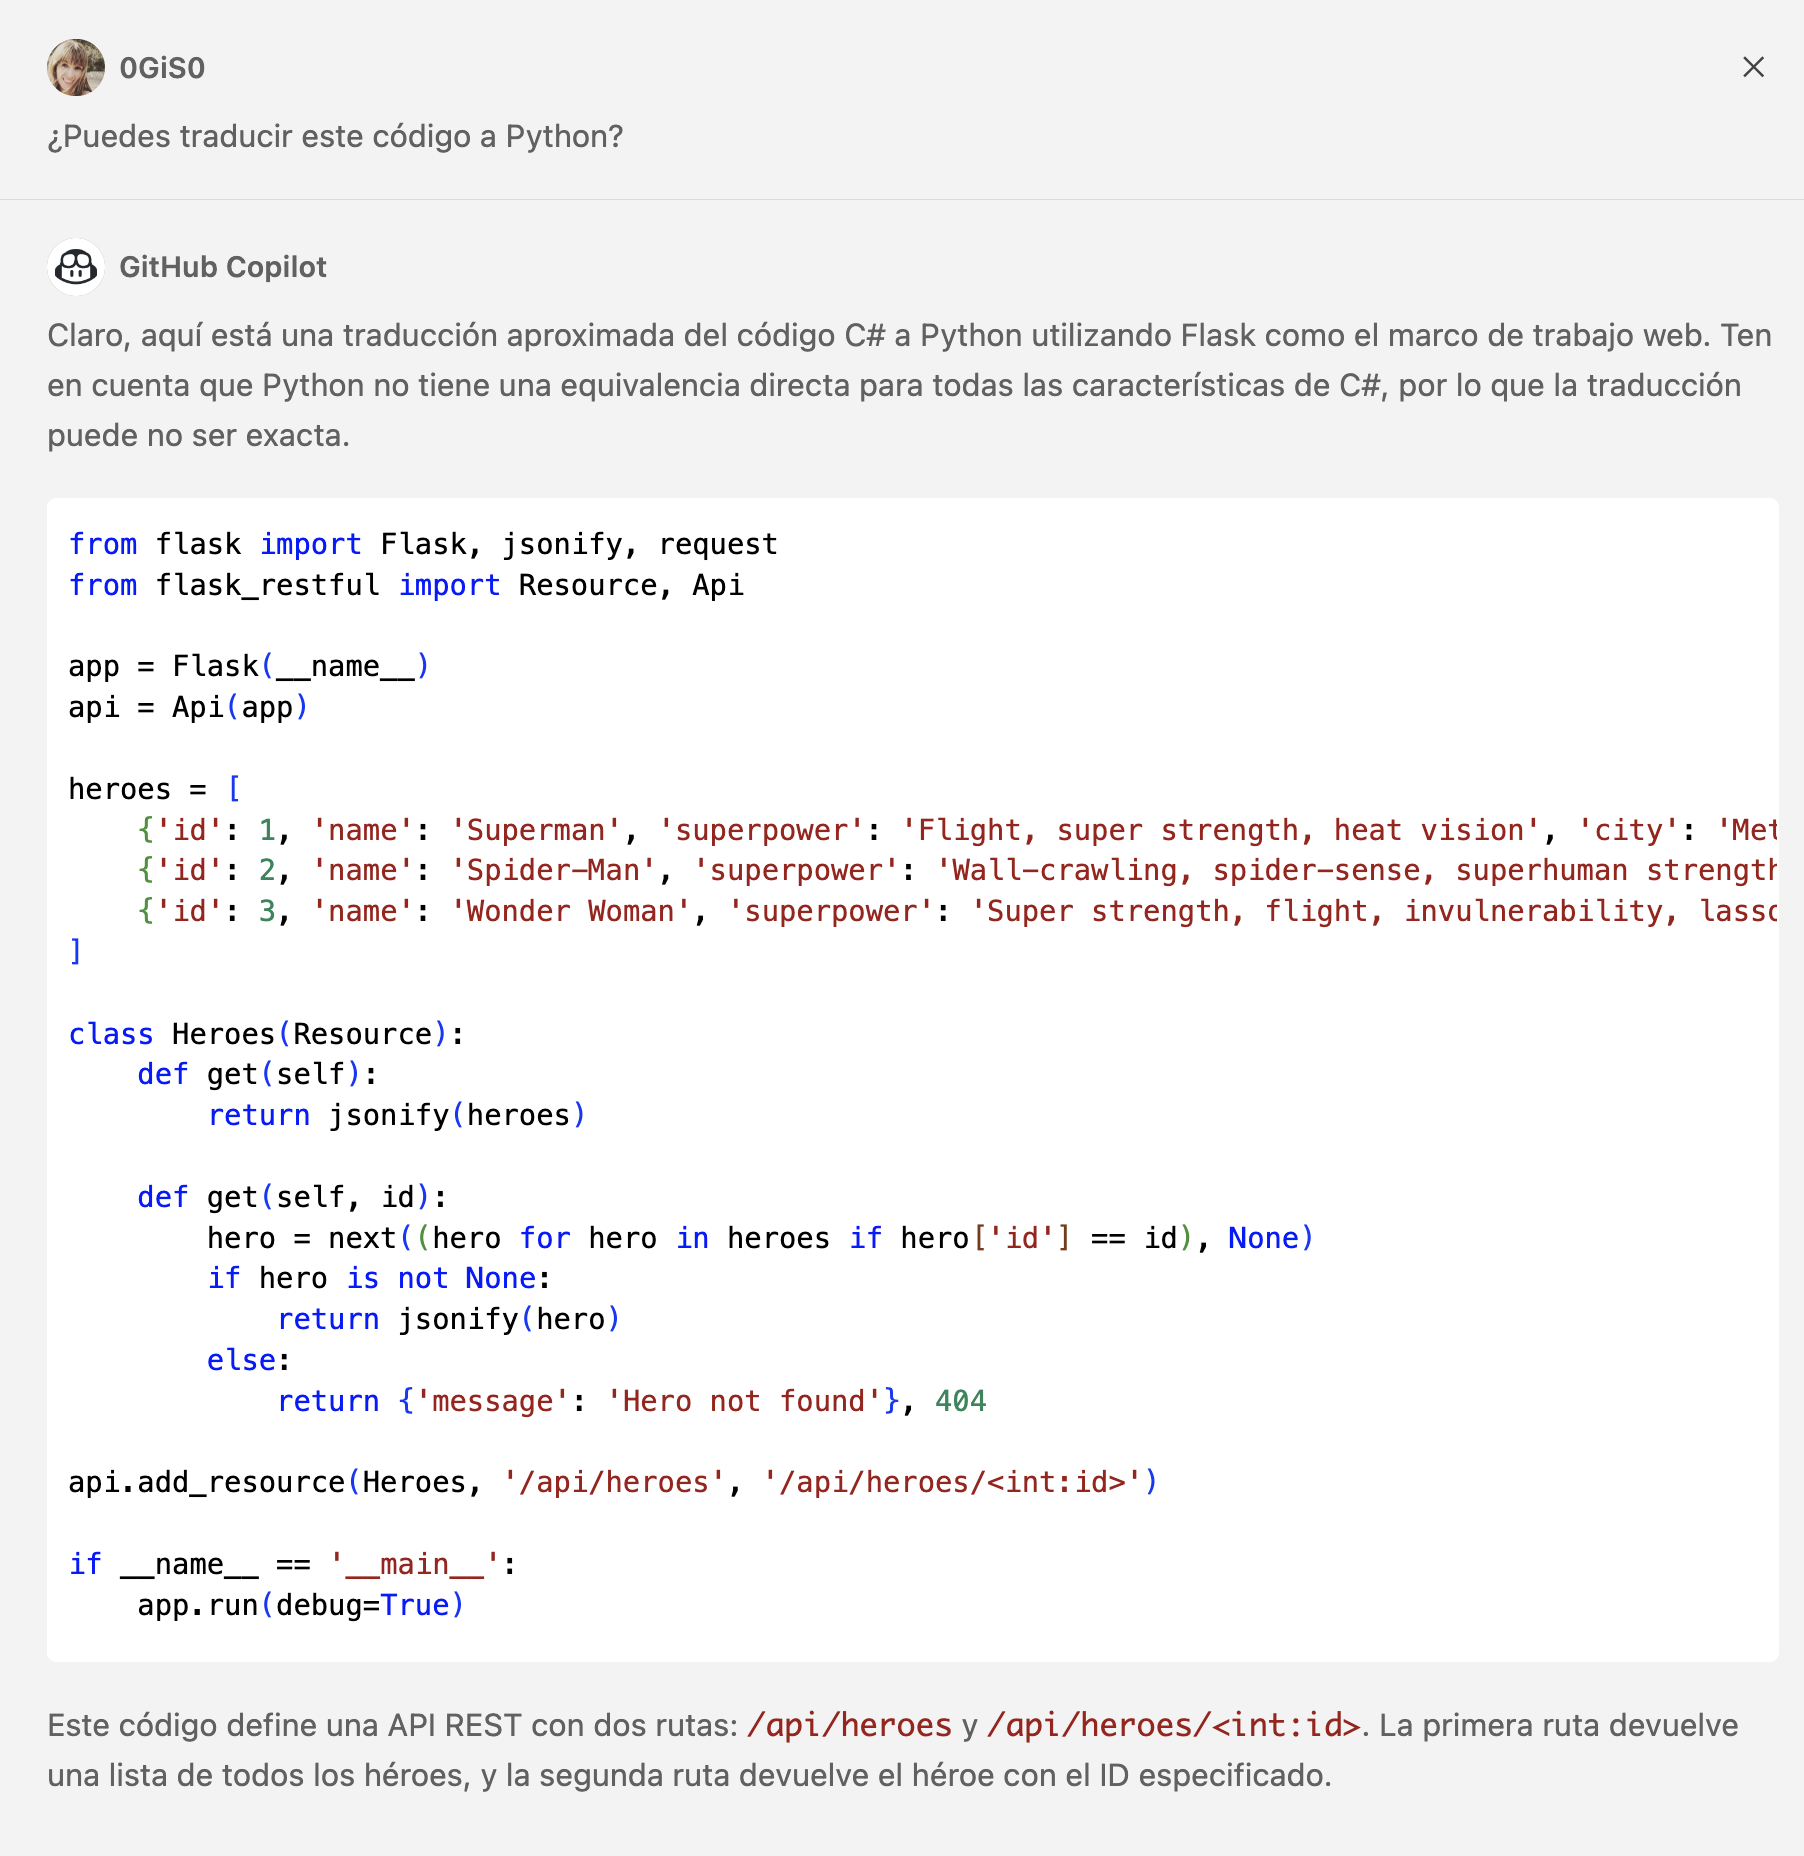 0GiS0
¿Puedes traducir este código a Python?
GitHub Copilot
Claro, aquí está una traducción aproximada del código C# a Python utilizando Flask como el marco de trabajo web. Ten
en cuenta que Python no tiene una equivalencia directa para todas las características de C#, por lo que la traducción
puede no ser exacta.
from flask import Flask, jsonify, request
from flask_restful import Resource, Api
app = Flask(__name__)
api = Api(app)
heroes = [
    {'id': 1, 'name': 'Superman', 'superpower': 'Flight, super strength, heat vision', 'city': 'Met
    {'id': 2, 'name': 'Spider-Man', 'superpower': 'Wall-crawling, spider-sense, superhuman strength
    {'id': 3, 'name': 'Wonder Woman', 'superpower': 'Super strength, flight, invulnerability, lasso
]
class Heroes(Resource):
    def get(self):
        return jsonify(heroes)
    def get(self, id):
        hero = next((hero for hero in heroes if hero['id'] == id), None)
        if hero is not None:
            return jsonify(hero)
        else:
            return {'message': 'Hero not found'}, 404
api.add_resource(Heroes, '/api/heroes', '/api/heroes/<int:id>')
if __name__ == '__main__':
    app.run(debug=True)
Este código define una API REST con dos rutas: /api/heroes y /api/heroes/<int:id>. La primera ruta devuelve
una lista de todos los héroes, y la segunda ruta devuelve el héroe con el ID especificado.